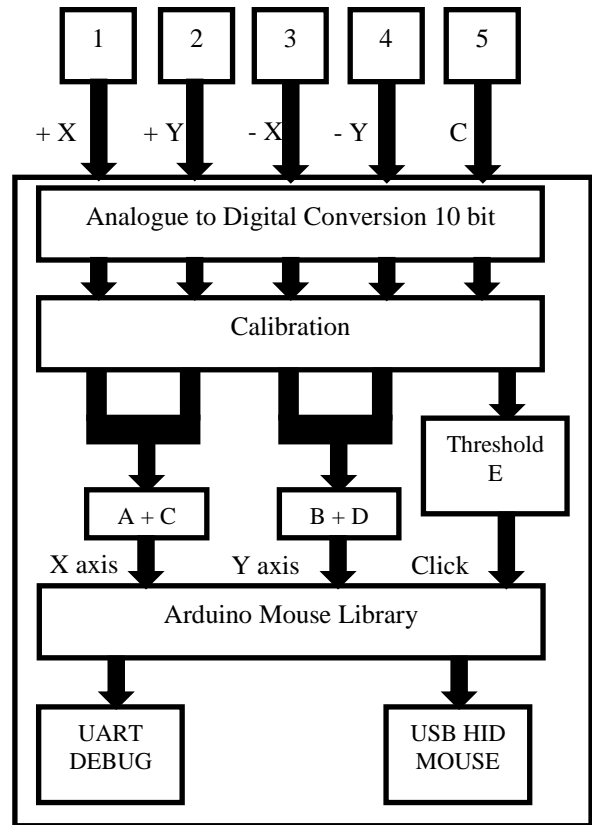 1 2 3 4 5
+ X + Y - X - Y C
Analogue to Digital Conversion 10 bit
Calibration
Threshold
E
A + C B + D
X axis Y axis Click
Arduino Mouse Library
UART
DEBUG
USB HID
MOUSE